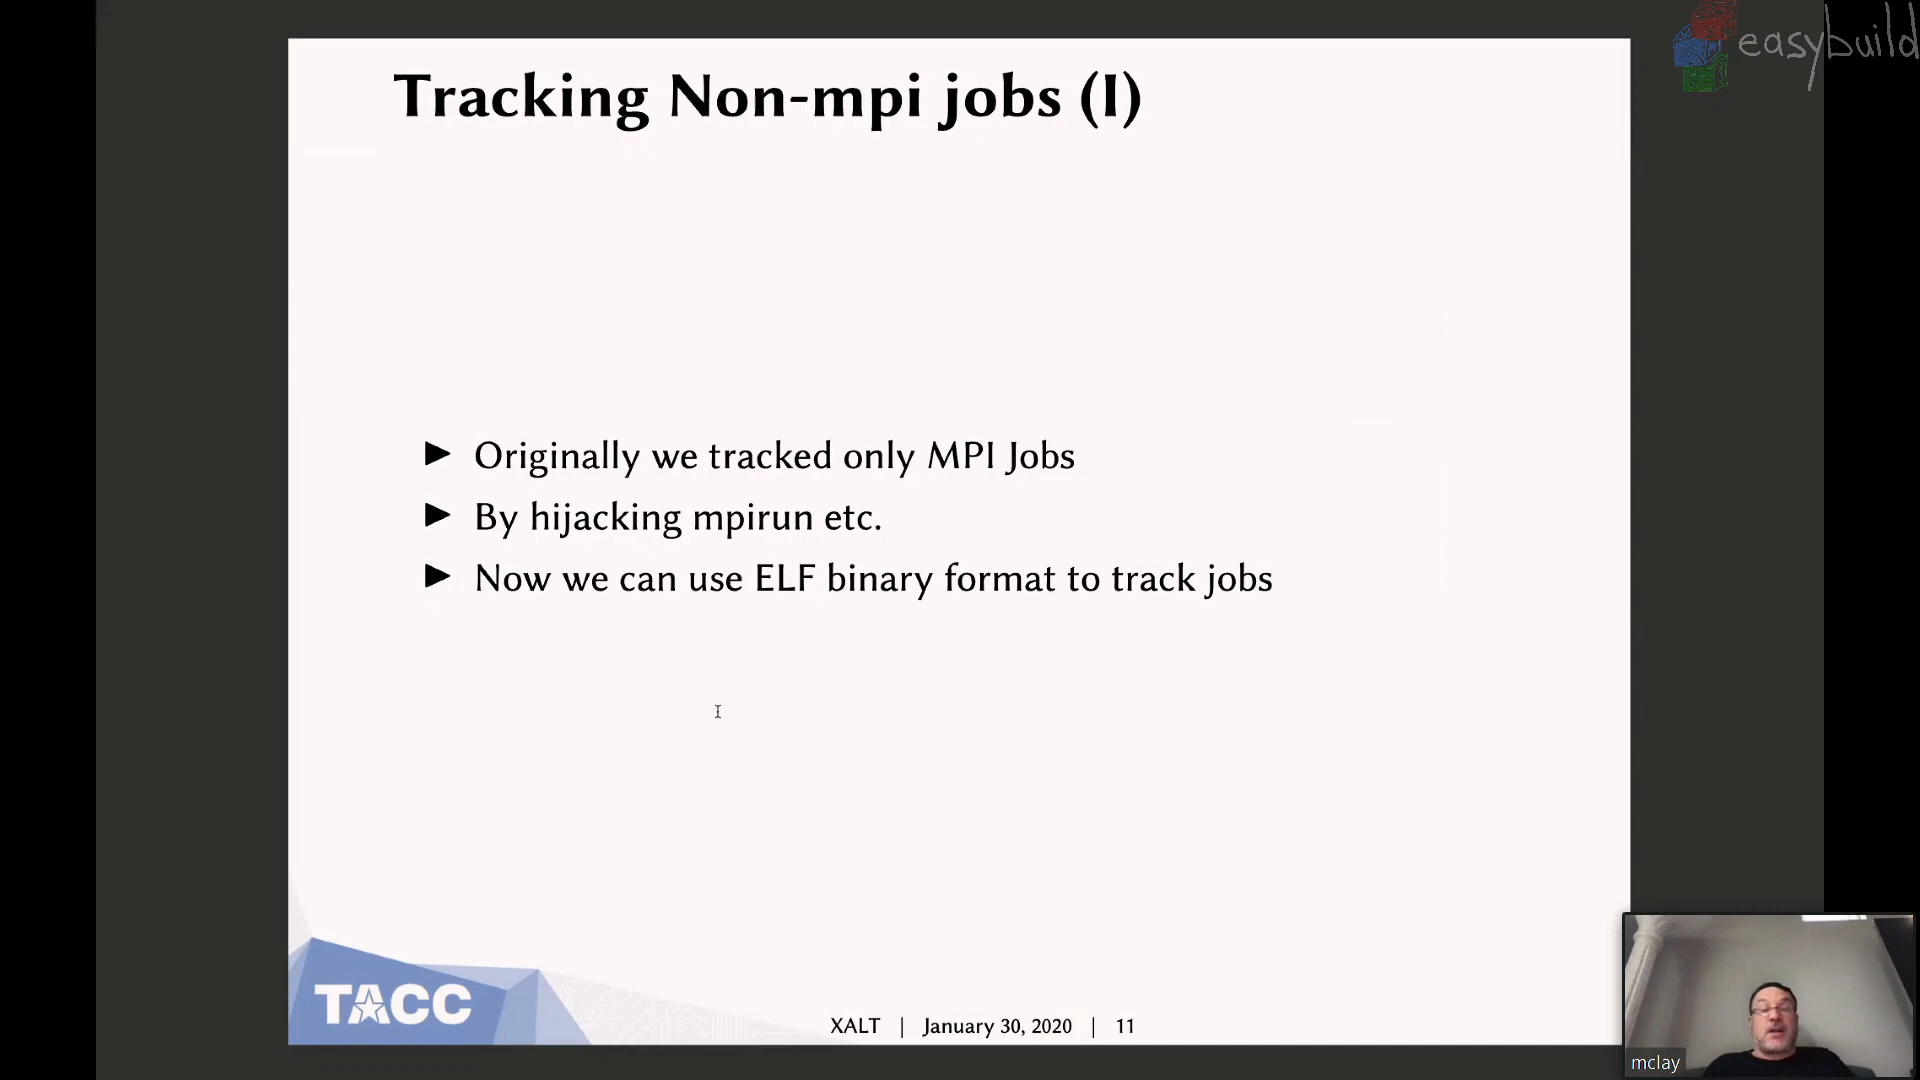 easybuild
Tracking Non-mpi jobs (I)
Originally we tracked only MPI Jobs
By hijacking mpirun etc.
Now we can use ELF binary format to track jobs
TACC
XALT | January 30, 2020 | 11
mclay